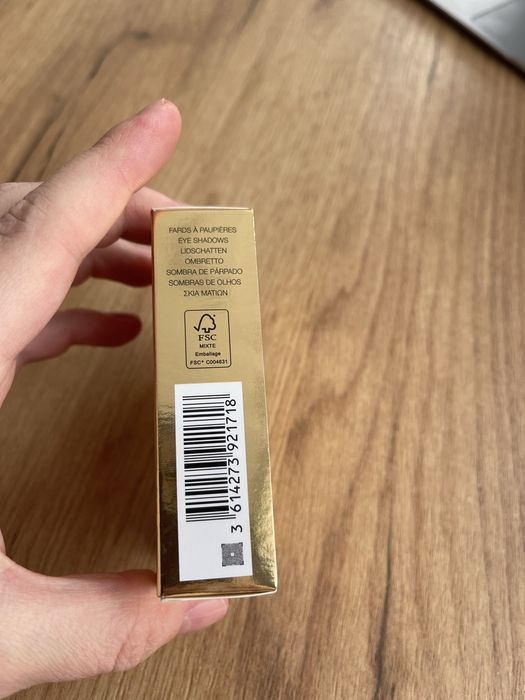 FARDS À PAUPIÈRES
EYE SHADOWS
LIDSCHATTEN
OMBRETTO
SOMBRA DE PÁRPADO
SOMBRAS DE OLHOS
ΣΚΙΑ ΜΑΤΙΩΝ
FSC
MIXTE
Emballage
FSC® C004631
3 614273 921718